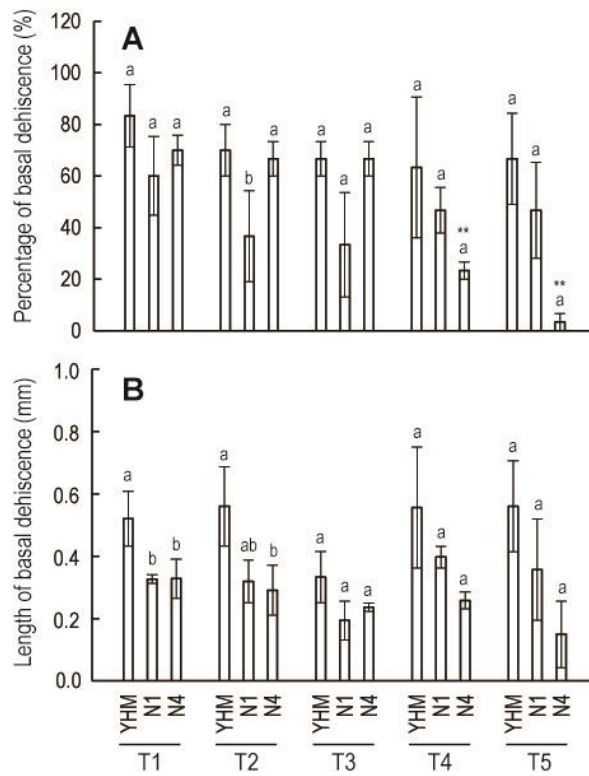 A
Percentage of basal dehiscence (%)
120
100
80
60
40
20
0
a
a
a
a
b
a
a
a
a
a
a
**
a
a
a
**
a
B
Length of basal dehiscence (mm)
1.0
0.8
0.6
0.4
0.2
0.0
a
b
b
a
ab
b
a
a
a
a
a
a
a
a
a
YHM N1 N4 YHM N1 N4 YHM N1 N4 YHM N1 N4 YHM N1 N4
T1 T2 T3 T4 T5